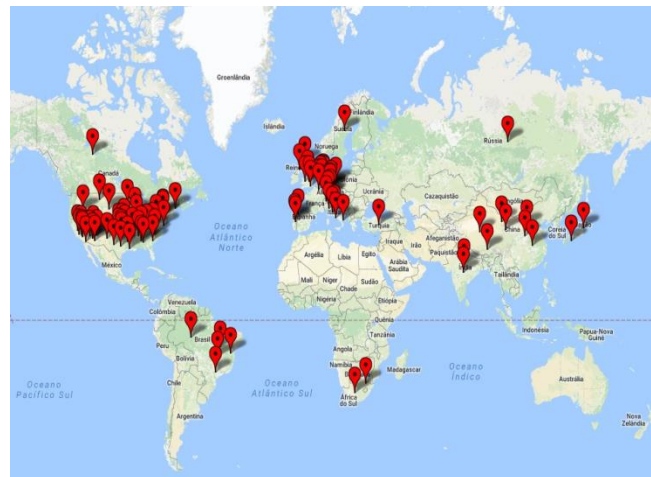 Groenlândia
Islândia
Finlândia
Suécia
Noruega
Rússia
Canadá
Ucrânia
Cazaquistão
Mongólia
França
Turquia
China
Coreia
do Sul
Oceano
Atlântico
Norte
Iraque
Irão
Afeganistão
Paquistão
México
Argélia
Líbia
Egito
Arábia
Saudita
Índia
Mali
Níger
Chade
Sudão
Tailândia
Venezuela
Nigéria
Etiópia
Colômbia
Quénia
Indonésia
Papua-Nova
Guiné
Brasil
Peru
Tanzânia
Angola
Bolívia
Namíbia
Madagascar
Oceano
Pacífico Sul
Chile
Oceano
Atlântico Sul
Oceano
Índico
Austrália
África
do Sul
Argentina
Nova
Zelândia